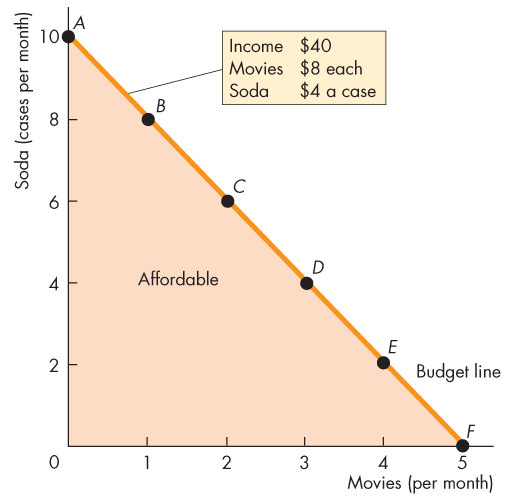 Soda (cases per month)
10
A
Income $40
Movies $8 each
Soda $4 a case
8
B
6
C
4
D
Affordable
2
E
Budget line
F
0
1
2
3
4
5
Movies (per month)